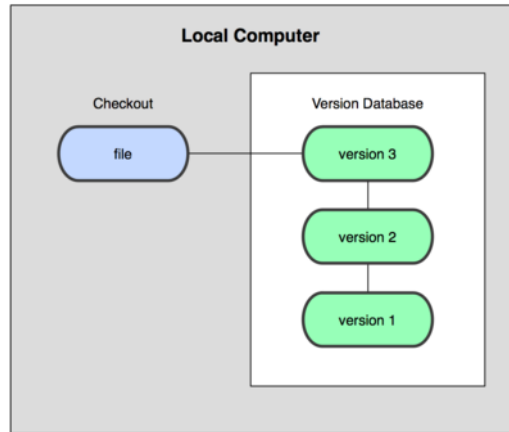 Local Computer
Checkout
Version Database
file
version 3
version 2
version 1